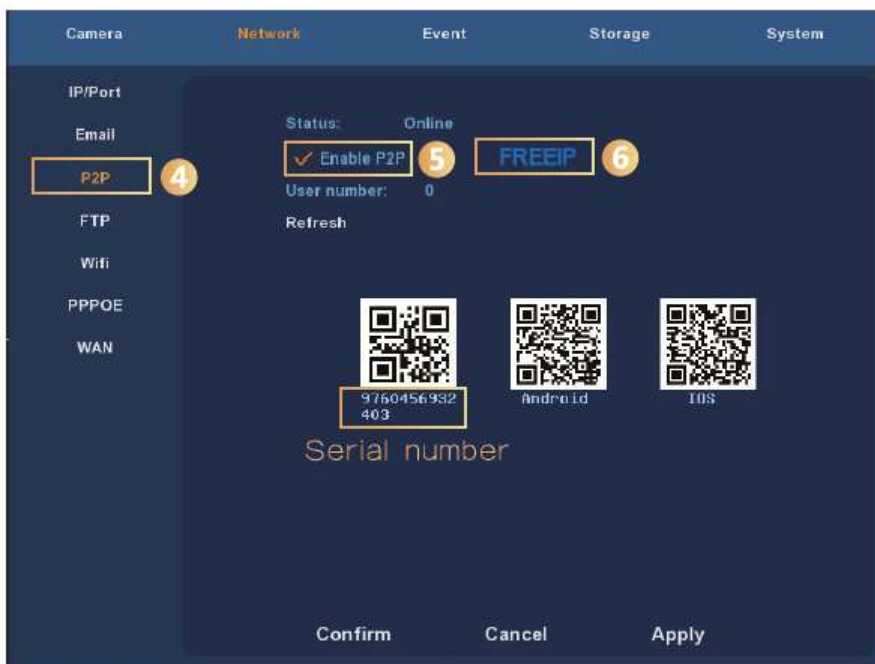 Camera Network Event Storage System
IP/Port
Email
P2P 4
FTP
Wifi
PPPOE
WAN
Status: Online
Enable P2P 5 FREEIP 6
User number: 0
Refresh
9760456932
403
Android
IOS
Serial number
Confirm Cancel Apply